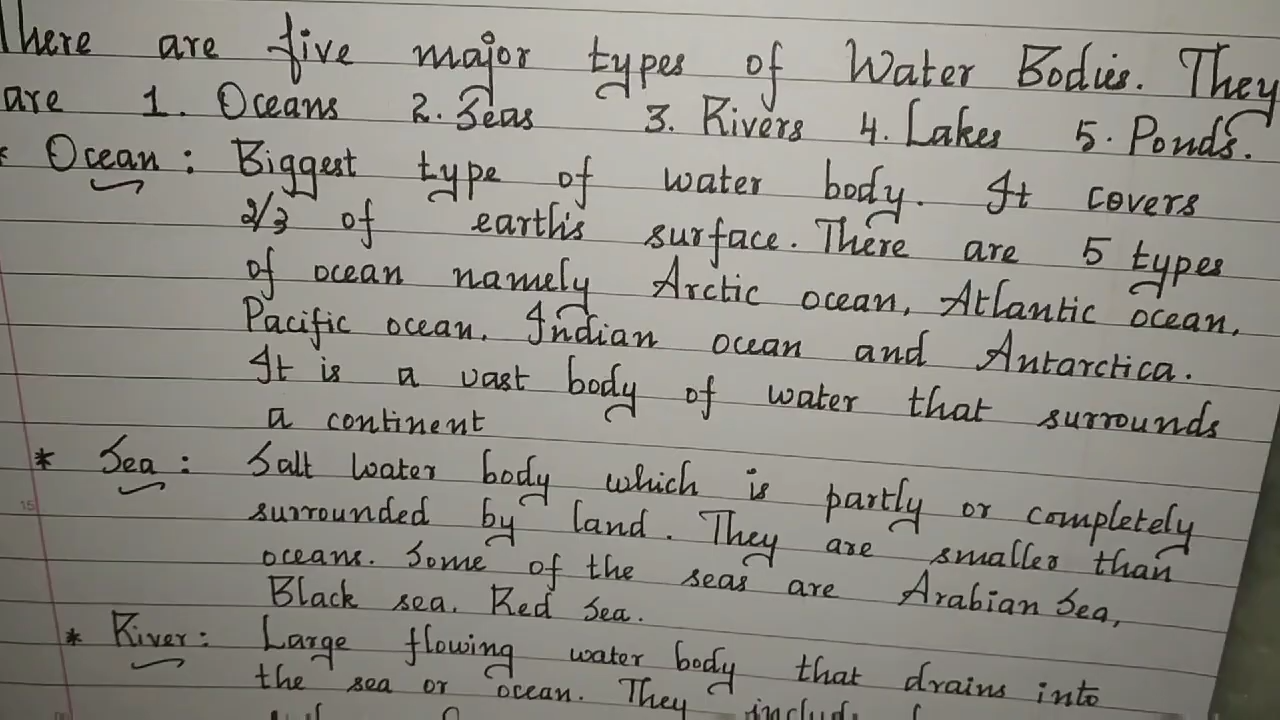 There are five major types of Water Bodies. They
are 1. Oceans 2. Seas 3. Rivers 4. Lakes 5. Ponds.
* Ocean : Biggest type of water body. It covers
2/3 of earth's surface. There are 5 types
of ocean namely Arctic ocean, Atlantic ocean,
Pacific ocean, Indian ocean and Antarctica.
It is a vast body of water that surrounds
a continent
* Sea : Salt water body which is partly or completely
15 surrounded by land. They are smaller than
oceans. Some of the seas are Arabian Sea,
Black sea, Red Sea.
* River : Large flowing water body that drains into
the sea or ocean. They include